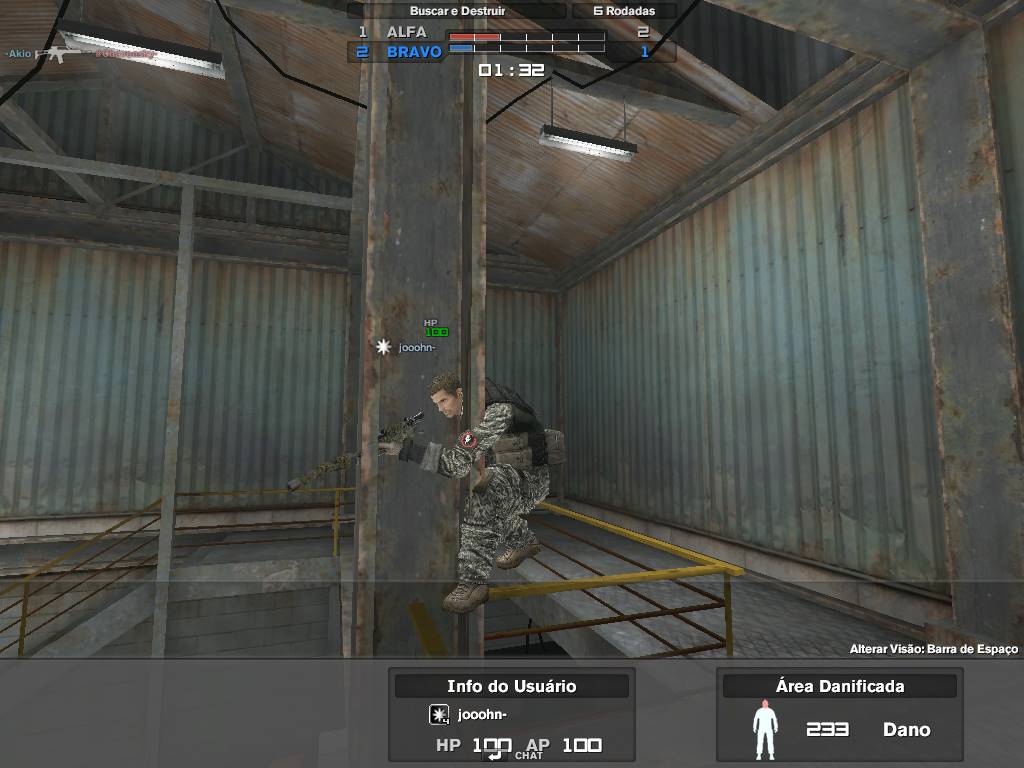 Buscar e Destruir 6 Rodadas
1 ALFA 2
2 BRAVO 1
01:32
-Akio
HP
100
jooohn-
Alterar Visão: Barra de Espaço
Info do Usuário
jooohn-
HP 100 AP 100
CHAT
Área Danificada
233 Dano